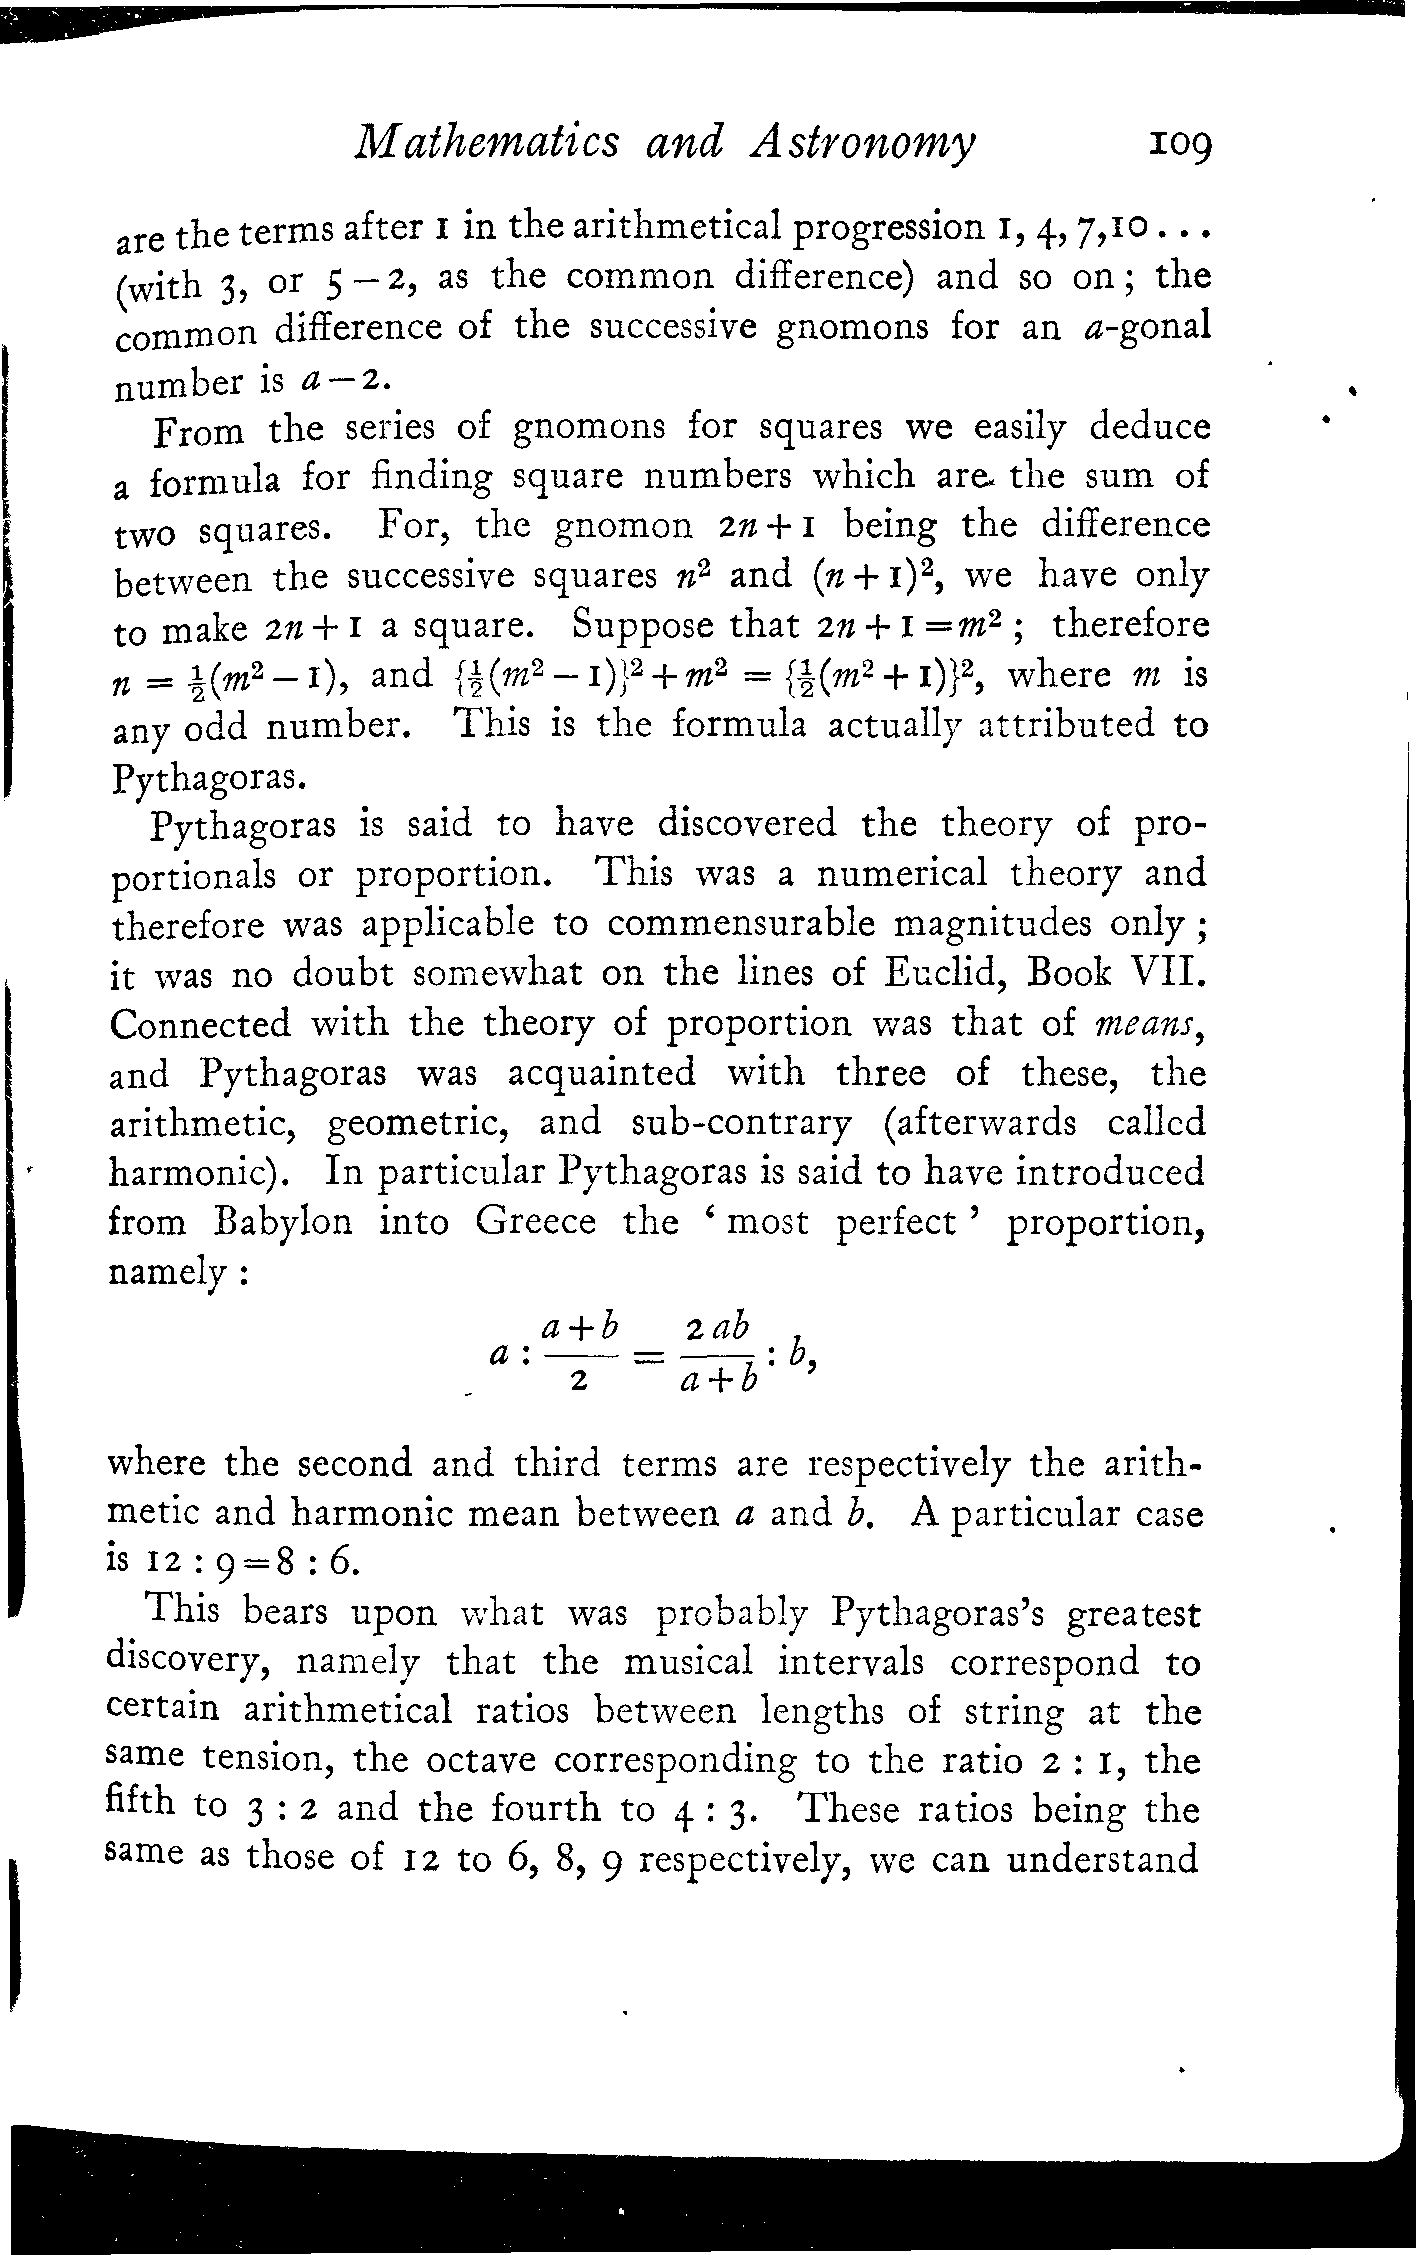 Mathematics and Astronomy 109
are the terms after 1 in the arithmetical progression 1, 4, 7,10 . . .
(with 3, or 5 – 2, as the common difference) and so on ; the
common difference of the successive gnomons for an a-gonal
number is a – 2.
From the series of gnomons for squares we easily deduce
a formula for finding square numbers which are the sum of
two squares. For, the gnomon 2n + 1 being the difference
between the successive squares n² and (n + 1)², we have only
to make 2n + 1 a square. Suppose that 2n + 1 = m² ; therefore
n = ½(m² – 1), and {½(m² – 1)}² + m² = {½(m² + 1)}², where m is
any odd number. This is the formula actually attributed to
Pythagoras.
Pythagoras is said to have discovered the theory of pro-
portionals or proportion. This was a numerical theory and
therefore was applicable to commensurable magnitudes only ;
it was no doubt somewhat on the lines of Euclid, Book VII.
Connected with the theory of proportion was that of means,
and Pythagoras was acquainted with three of these, the
arithmetic, geometric, and sub-contrary (afterwards called
harmonic). In particular Pythagoras is said to have introduced
from Babylon into Greece the ‘ most perfect ’ proportion,
namely :
a : (a + b)/2 = 2ab/(a + b) : b,
where the second and third terms are respectively the arith-
metic and harmonic mean between a and b. A particular case
is 12 : 9 = 8 : 6.
This bears upon what was probably Pythagoras's greatest
discovery, namely that the musical intervals correspond to
certain arithmetical ratios between lengths of string at the
same tension, the octave corresponding to the ratio 2 : 1, the
fifth to 3 : 2 and the fourth to 4 : 3. These ratios being the
same as those of 12 to 6, 8, 9 respectively, we can understand